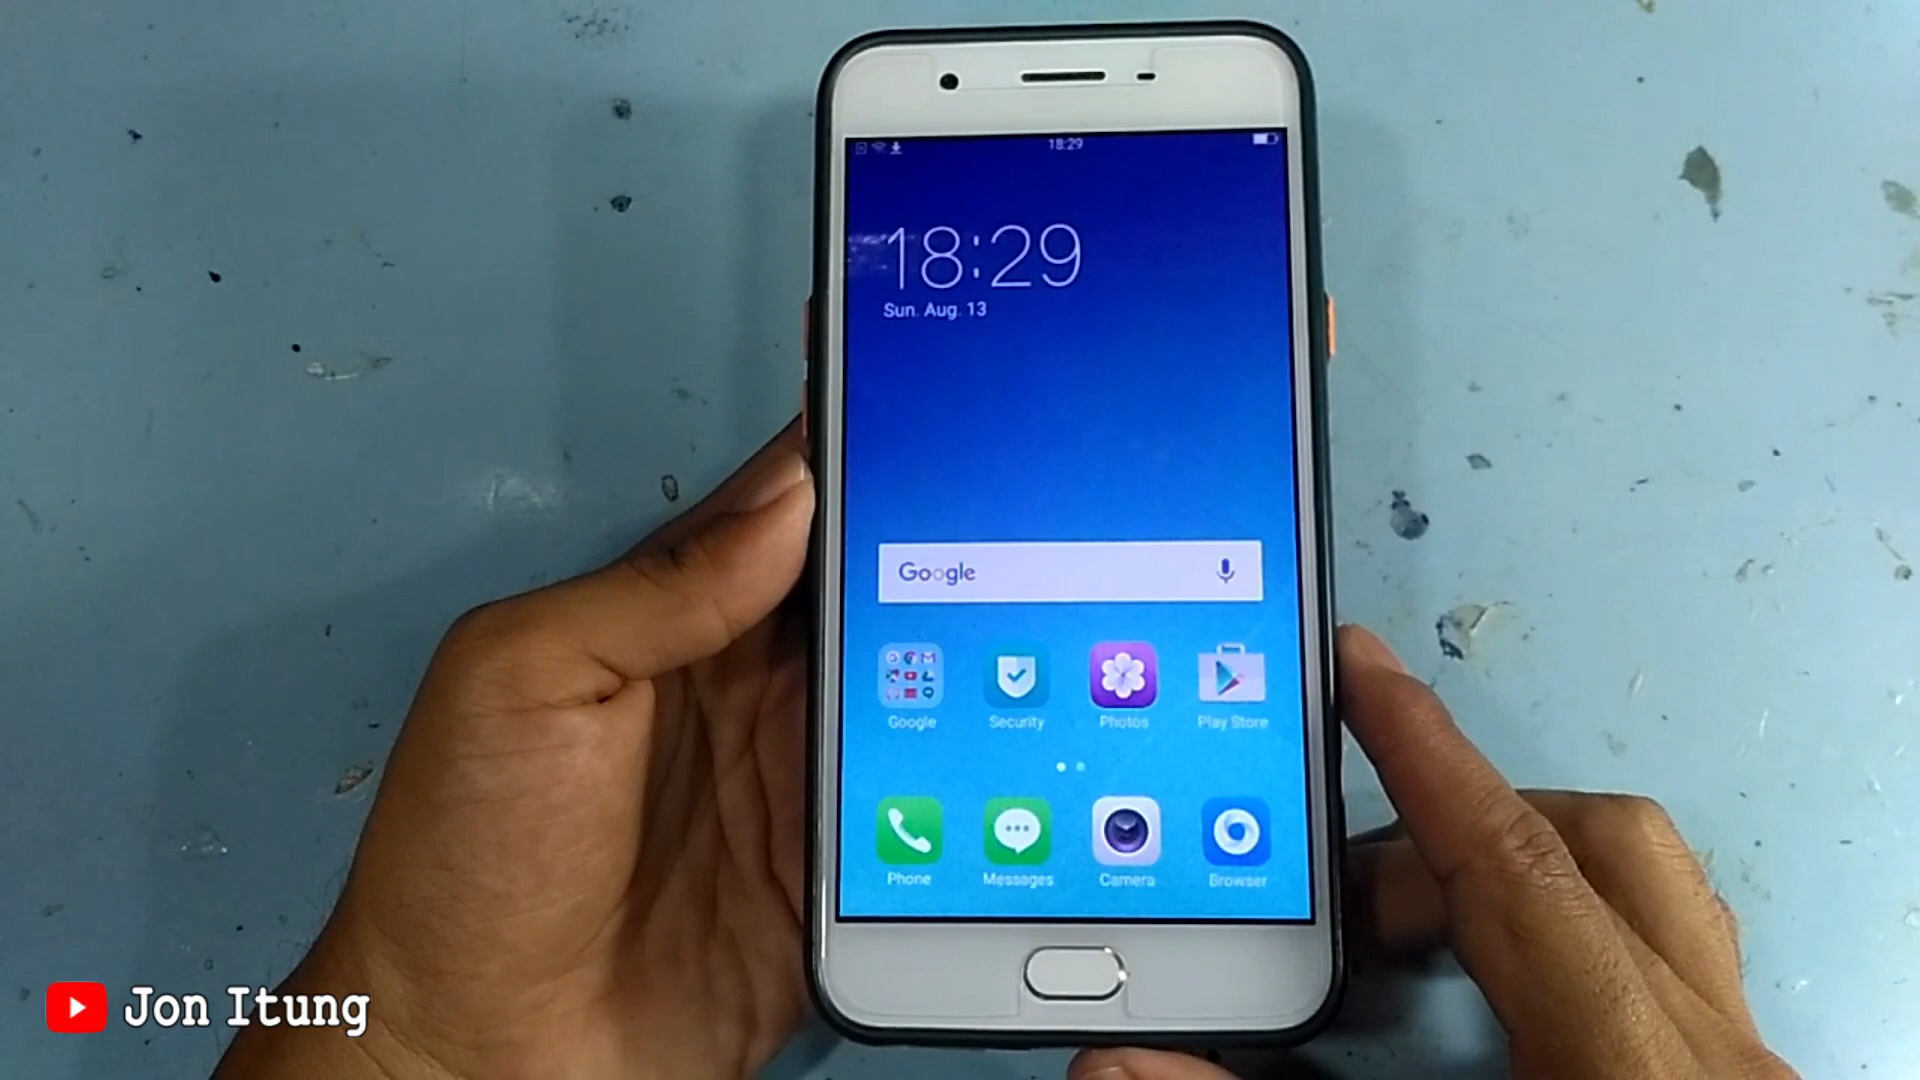 18:29
18:29
Sun. Aug. 13
Google
Google
Security
Photos
Play Store
Phone
Messages
Camera
Browser
Jon Itung